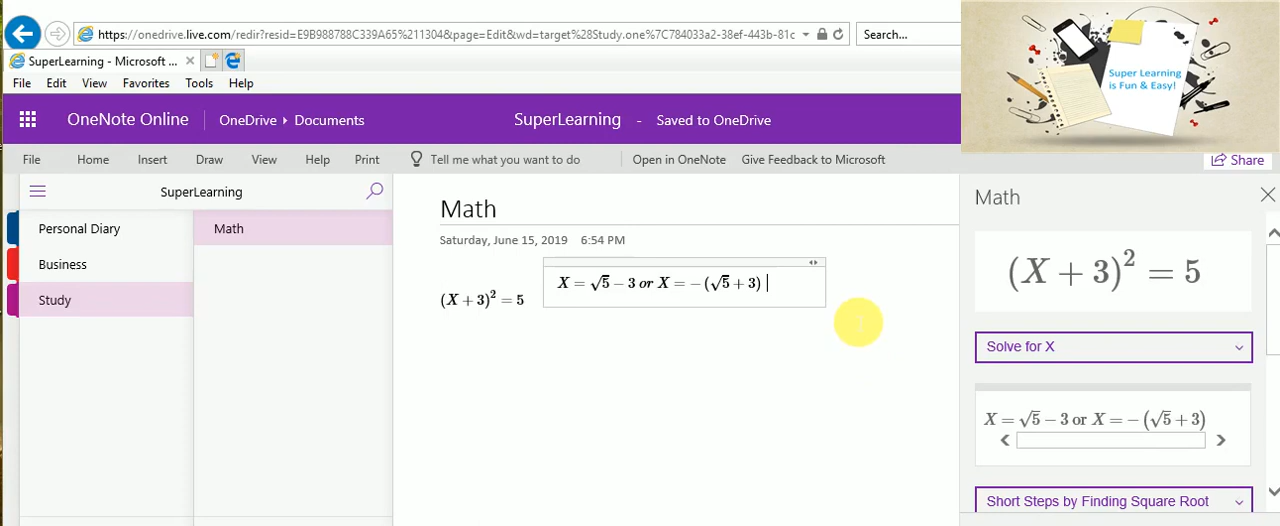 https://onedrive.live.com/redir?resid=E9B988788C339A65%211304&page=Edit&wd=target%28Study.one%7C784033a2-38ef-443b-81c
Search...
SuperLearning - Microsoft ...
File Edit View Favorites Tools Help
Super Learning
is Fun & Easy!
OneNote Online OneDrive Documents SuperLearning - Saved to OneDrive
File Home Insert Draw View Help Print Tell me what you want to do Open in OneNote Give Feedback to Microsoft Share
SuperLearning
Personal Diary
Business
Study
Math
Math
Saturday, June 15, 2019 6:54 PM
(X + 3)² = 5
X = √5 − 3 or X = − (√5 + 3)
Math
(X + 3)² = 5
Solve for X
X = √5 − 3 or X = − (√5 + 3)
Short Steps by Finding Square Root